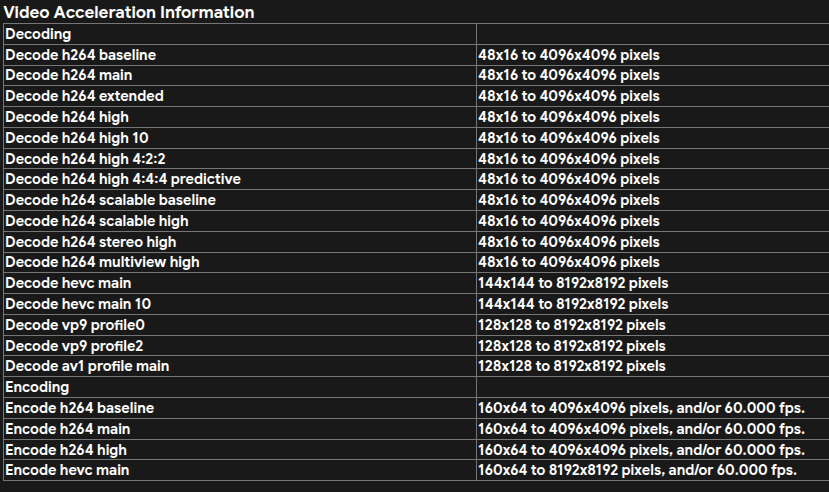 Video Acceleration Information
Decoding
Decode h264 baseline 48x16 to 4096x4096 pixels
Decode h264 main 48x16 to 4096x4096 pixels
Decode h264 extended 48x16 to 4096x4096 pixels
Decode h264 high 48x16 to 4096x4096 pixels
Decode h264 high 10 48x16 to 4096x4096 pixels
Decode h264 high 4:2:2 48x16 to 4096x4096 pixels
Decode h264 high 4:4:4 predictive 48x16 to 4096x4096 pixels
Decode h264 scalable baseline 48x16 to 4096x4096 pixels
Decode h264 scalable high 48x16 to 4096x4096 pixels
Decode h264 stereo high 48x16 to 4096x4096 pixels
Decode h264 multiview high 48x16 to 4096x4096 pixels
Decode hevc main 144x144 to 8192x8192 pixels
Decode hevc main 10 144x144 to 8192x8192 pixels
Decode vp9 profile0 128x128 to 8192x8192 pixels
Decode vp9 profile2 128x128 to 8192x8192 pixels
Decode av1 profile main 128x128 to 8192x8192 pixels
Encoding
Encode h264 baseline 160x64 to 4096x4096 pixels, and/or 60.000 fps.
Encode h264 main 160x64 to 4096x4096 pixels, and/or 60.000 fps.
Encode h264 high 160x64 to 4096x4096 pixels, and/or 60.000 fps.
Encode hevc main 160x64 to 8192x8192 pixels, and/or 60.000 fps.